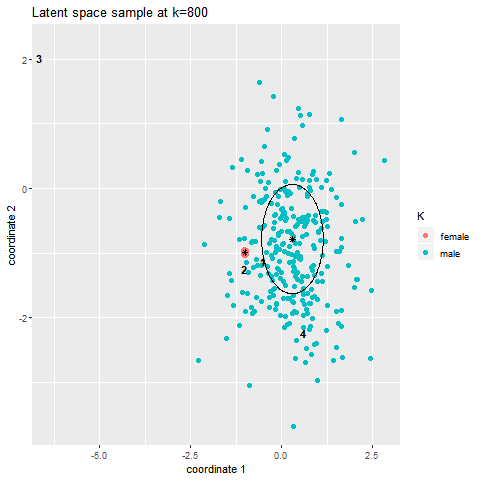 Latent space sample at k=800
3
2
0
-2
1
2
4
coordinate 2
-5.0
-2.5
0.0
2.5
coordinate 1
K
female
male